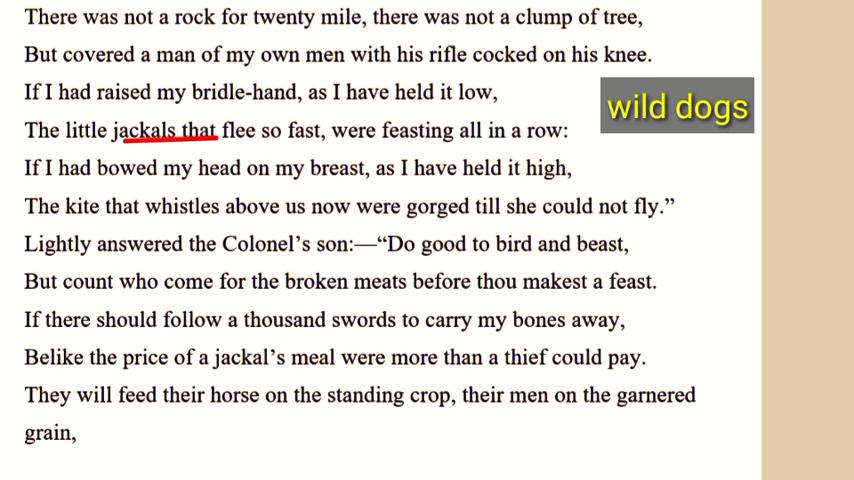 There was not a rock for twenty mile, there was not a clump of tree,
But covered a man of my own men with his rifle cocked on his knee.
If I had raised my bridle-hand, as I have held it low,
wild dogs
The little jackals that flee so fast, were feasting all in a row:
If I had bowed my head on my breast, as I have held it high,
The kite that whistles above us now were gorged till she could not fly.”
Lightly answered the Colonel’s son:—“Do good to bird and beast,
But count who come for the broken meats before thou makest a feast.
If there should follow a thousand swords to carry my bones away,
Belike the price of a jackal’s meal were more than a thief could pay.
They will feed their horse on the standing crop, their men on the garnered
grain,